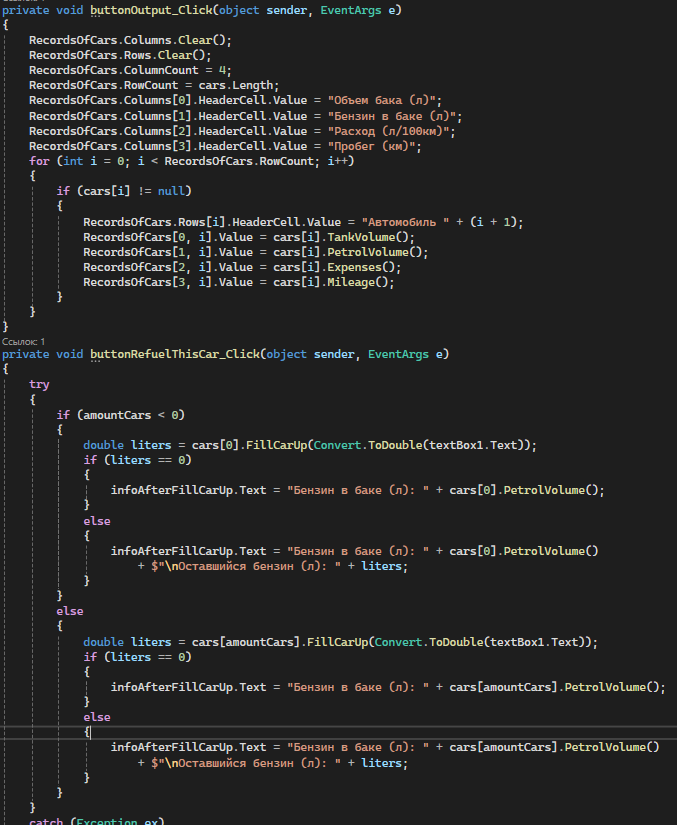 private void buttonOutput_Click(object sender, EventArgs e)
{
RecordsOfCars.Columns.Clear();
RecordsOfCars.Rows.Clear();
RecordsOfCars.ColumnCount = 4;
RecordsOfCars.RowCount = cars.Length;
RecordsOfCars.Columns[0].HeaderCell.Value = "Объем бака (л)";
RecordsOfCars.Columns[1].HeaderCell.Value = "Бензин в баке (л)";
RecordsOfCars.Columns[2].HeaderCell.Value = "Расход (л/100км)";
RecordsOfCars.Columns[3].HeaderCell.Value = "Пробег (км)";
for (int i = 0; i < RecordsOfCars.RowCount; i++)
{
if (cars[i] != null)
{
RecordsOfCars.Rows[i].HeaderCell.Value = "Автомобиль " + (i + 1);
RecordsOfCars[0, i].Value = cars[i].TankVolume();
RecordsOfCars[1, i].Value = cars[i].PetrolVolume();
RecordsOfCars[2, i].Value = cars[i].Expenses();
RecordsOfCars[3, i].Value = cars[i].Mileage();
}
}
}
Ссылок: 1
private void buttonRefuelThisCar_Click(object sender, EventArgs e)
{
try
{
if (amountCars < 0)
{
double liters = cars[0].FillCarUp(Convert.ToDouble(textBox1.Text));
if (liters == 0)
{
infoAfterFillCarUp.Text = "Бензин в баке (л): " + cars[0].PetrolVolume();
}
else
{
infoAfterFillCarUp.Text = "Бензин в баке (л): " + cars[0].PetrolVolume()
+ $"\nОставшийся бензин (л): " + liters;
}
}
else
{
double liters = cars[amountCars].FillCarUp(Convert.ToDouble(textBox1.Text));
if (liters == 0)
{
infoAfterFillCarUp.Text = "Бензин в баке (л): " + cars[amountCars].PetrolVolume();
}
else
{
infoAfterFillCarUp.Text = "Бензин в баке (л): " + cars[amountCars].PetrolVolume()
+ $"\nОставшийся бензин (л): " + liters;
}
}
}
catch (Exception ex)